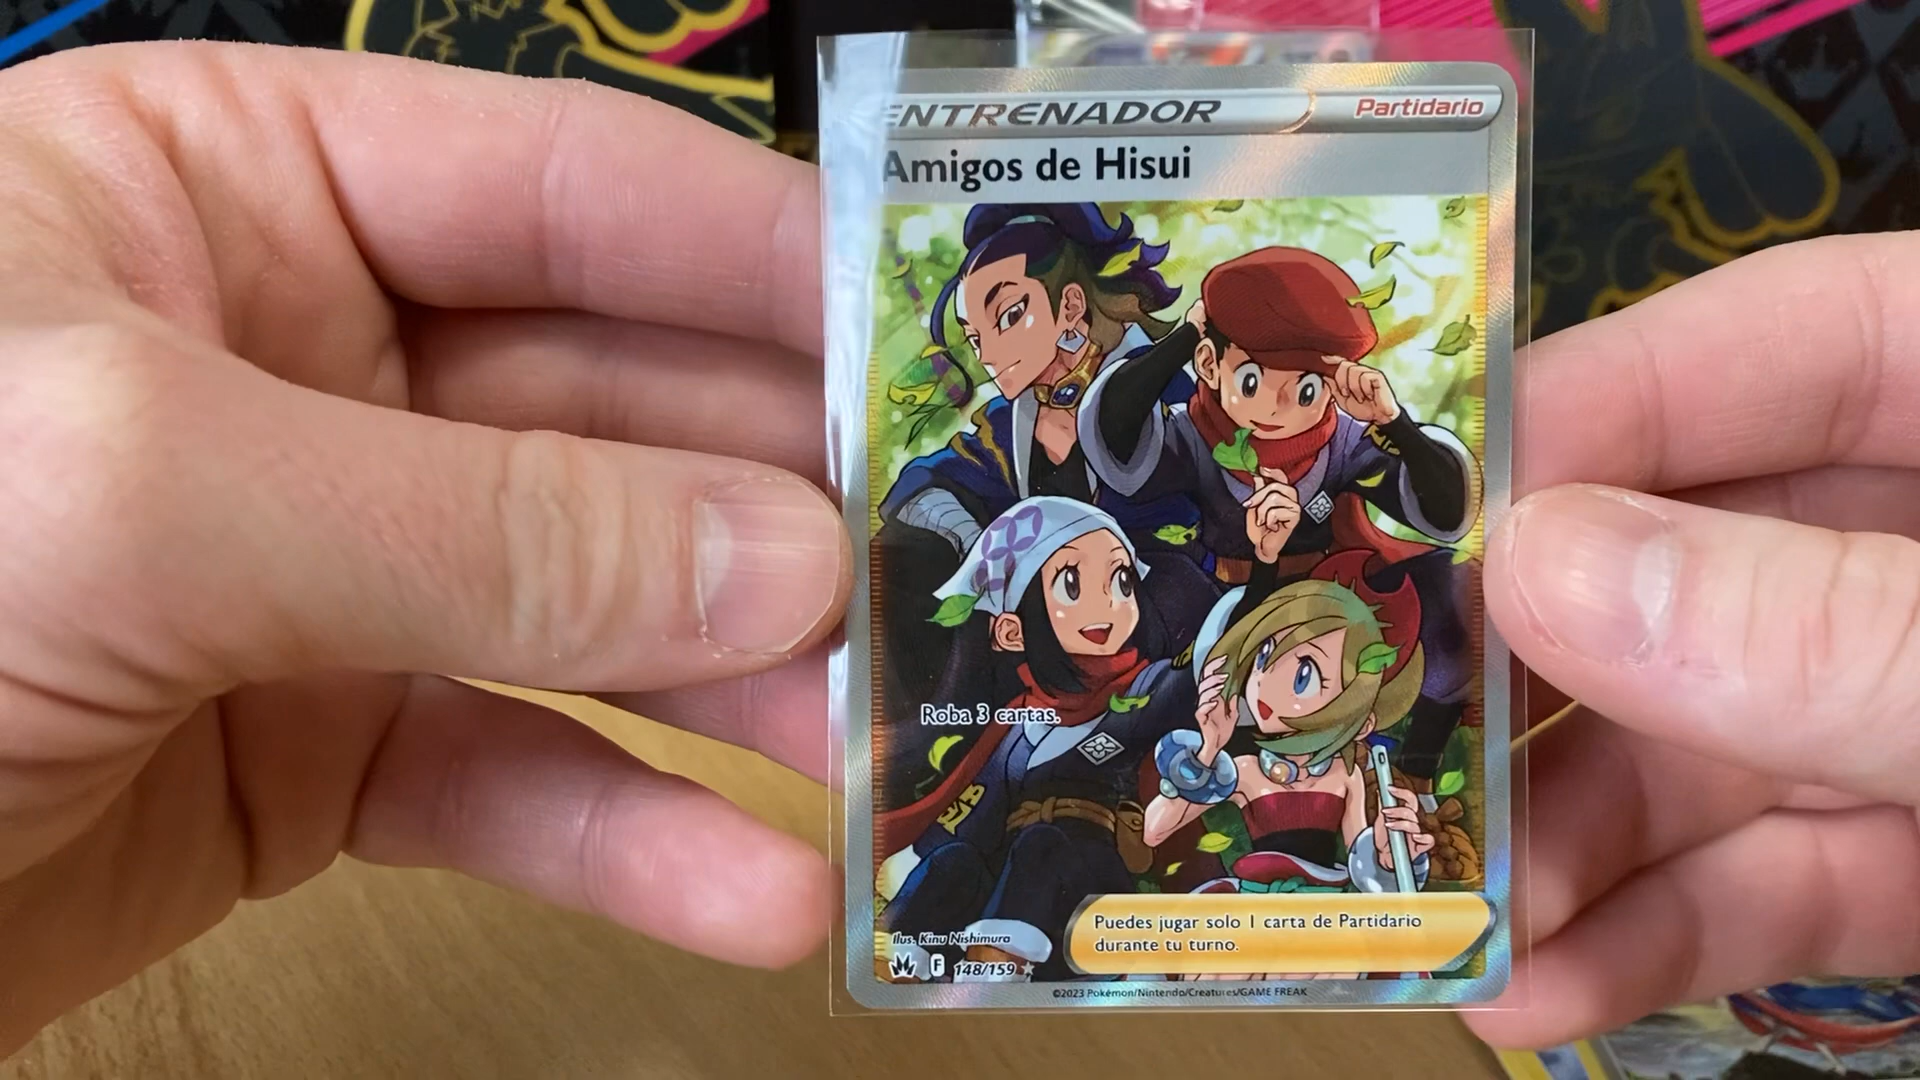 ENTRENADOR
Partidario
Amigos de Hisui
Roba 3 cartas.
Puedes jugar solo 1 carta de Partidario
durante tu turno.
Ilus. Kinu Nishimura
F 148/159
©2023 Pokémon/Nintendo/Creatures/GAME FREAK